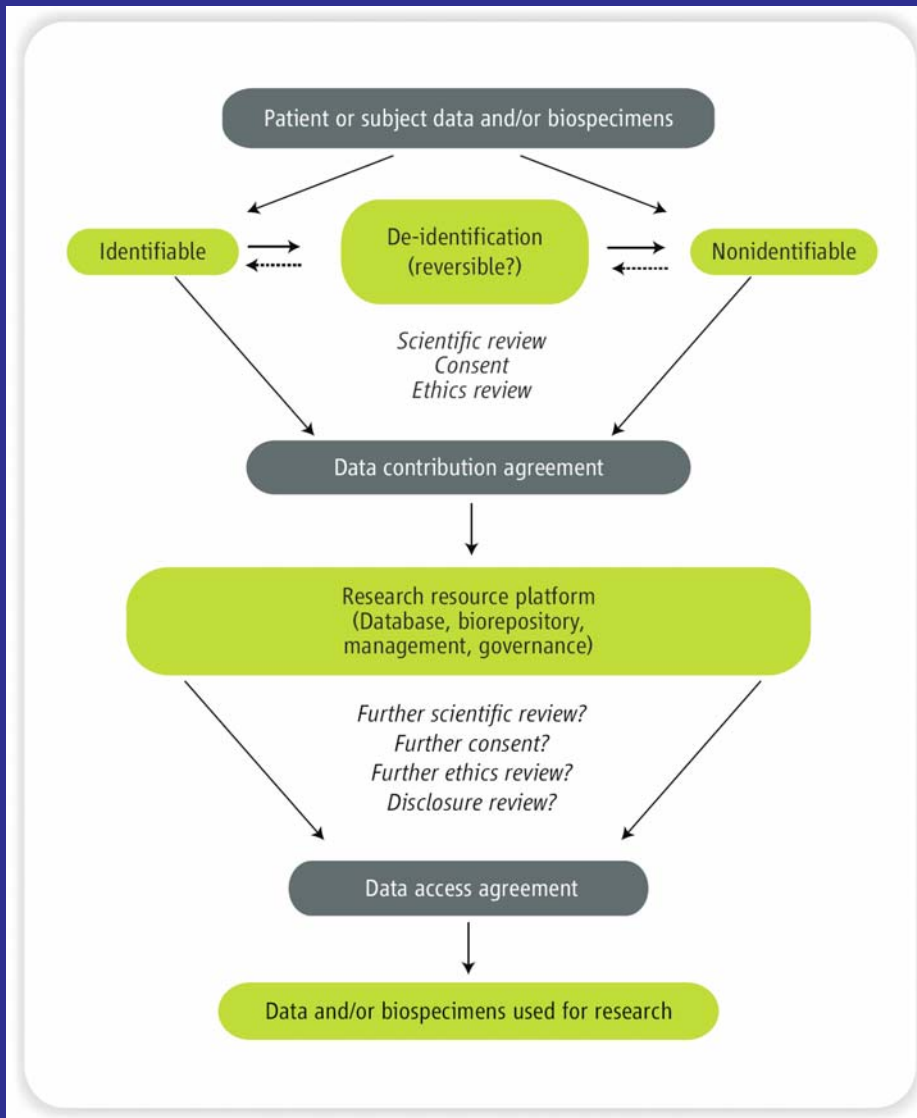 Patient or subject data and/or biospecimens
Identifiable
De-identification
(reversible?)
Nonidentifiable
Scientific review
Consent
Ethics review
Data contribution agreement
Research resource platform
(Database, biorepository,
management, governance)
Further scientific review?
Further consent?
Further ethics review?
Disclosure review?
Data access agreement
Data and/or biospecimens used for research